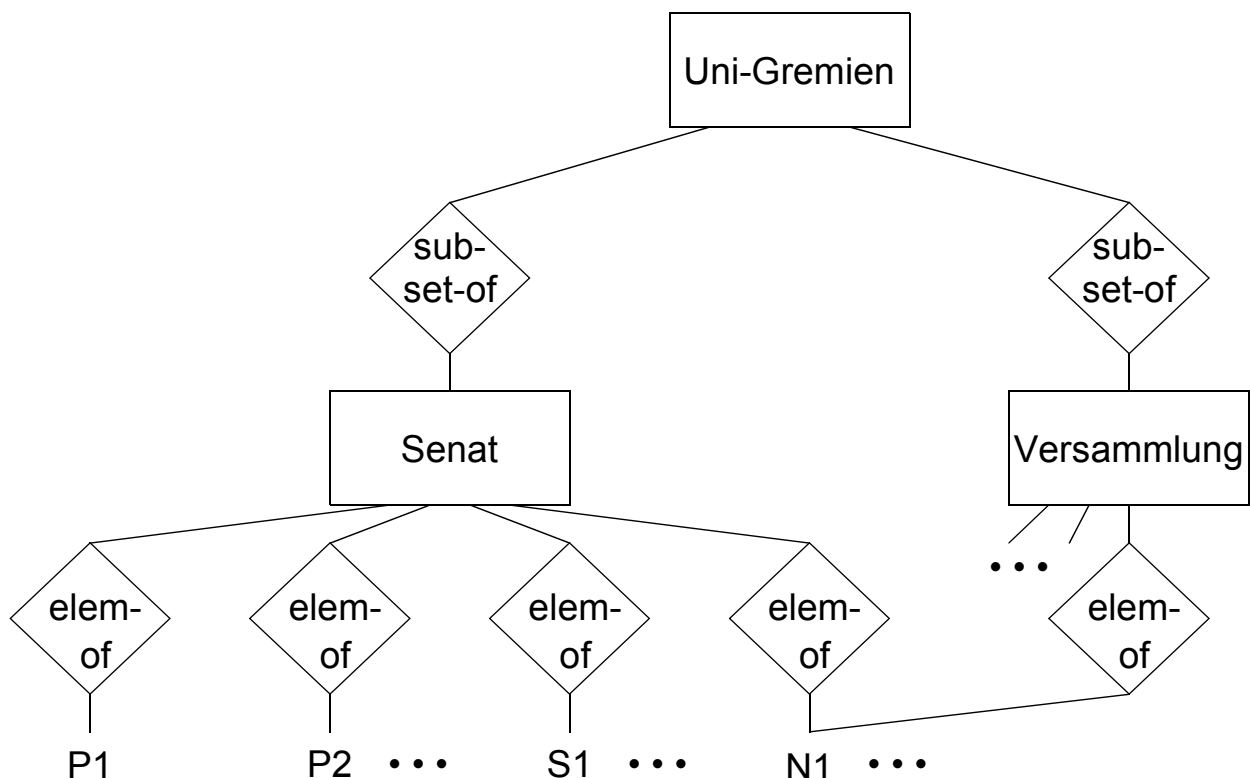 Uni-Gremien
sub-
set-of
sub-
set-of
Senat
Versammlung
• • •
elem-
of
elem-
of
elem-
of
elem-
of
elem-
of
P1
P2 • • •
S1 • • •
N1 • • •